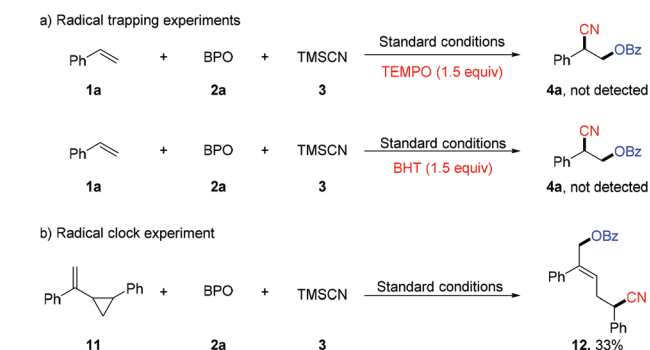 a) Radical trapping experiments
Ph + BPO + TMSCN Standard conditions TEMPO (1.5 equiv) CN Ph OBz
1a 2a 3 4a, not detected
Ph + BPO + TMSCN Standard conditions BHT (1.5 equiv) CN Ph OBz
1a 2a 3 4a, not detected
b) Radical clock experiment
Ph Ph + BPO + TMSCN Standard conditions OBz Ph CN Ph
11 2a 3 12, 33%